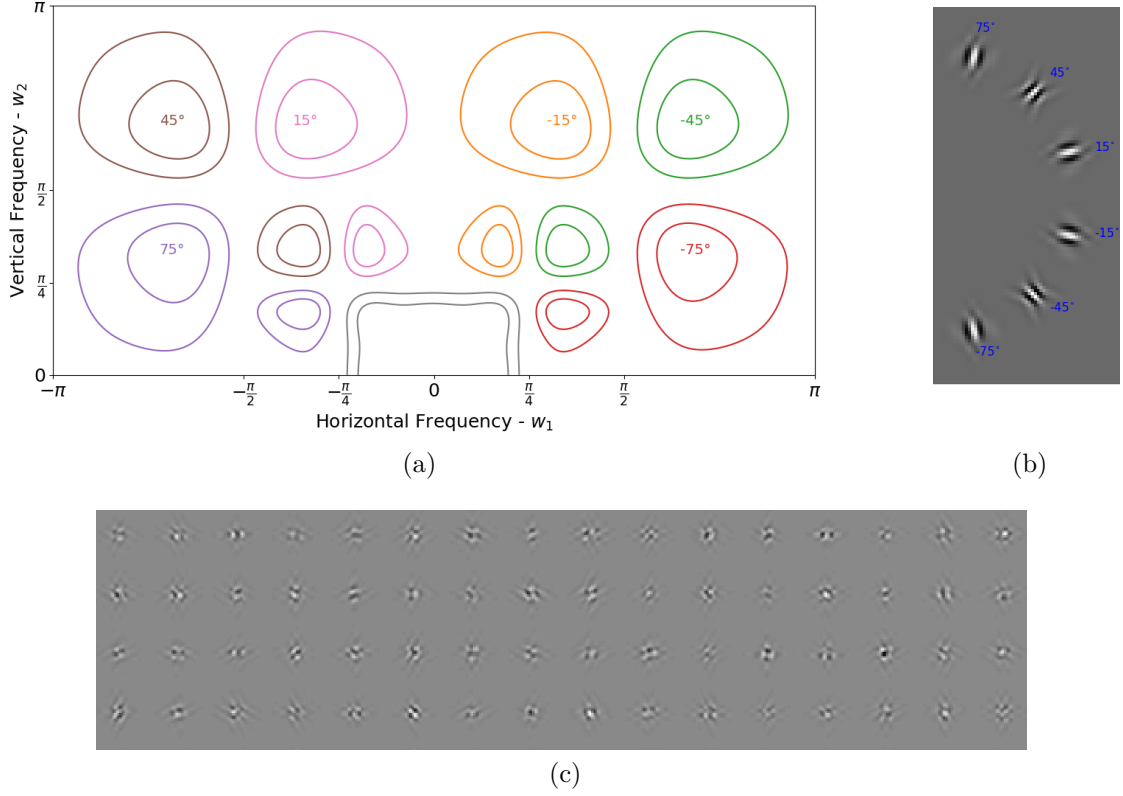 π
π/2
π/4
0
Vertical Frequency - w₂
45°
15°
-15°
-45°
75°
-75°
−π
−π/2
−π/4
0
π/4
π/2
π
Horizontal Frequency - w₁
(a)
75°
45°
15°
-15°
-45°
-75°
(b)
(c)